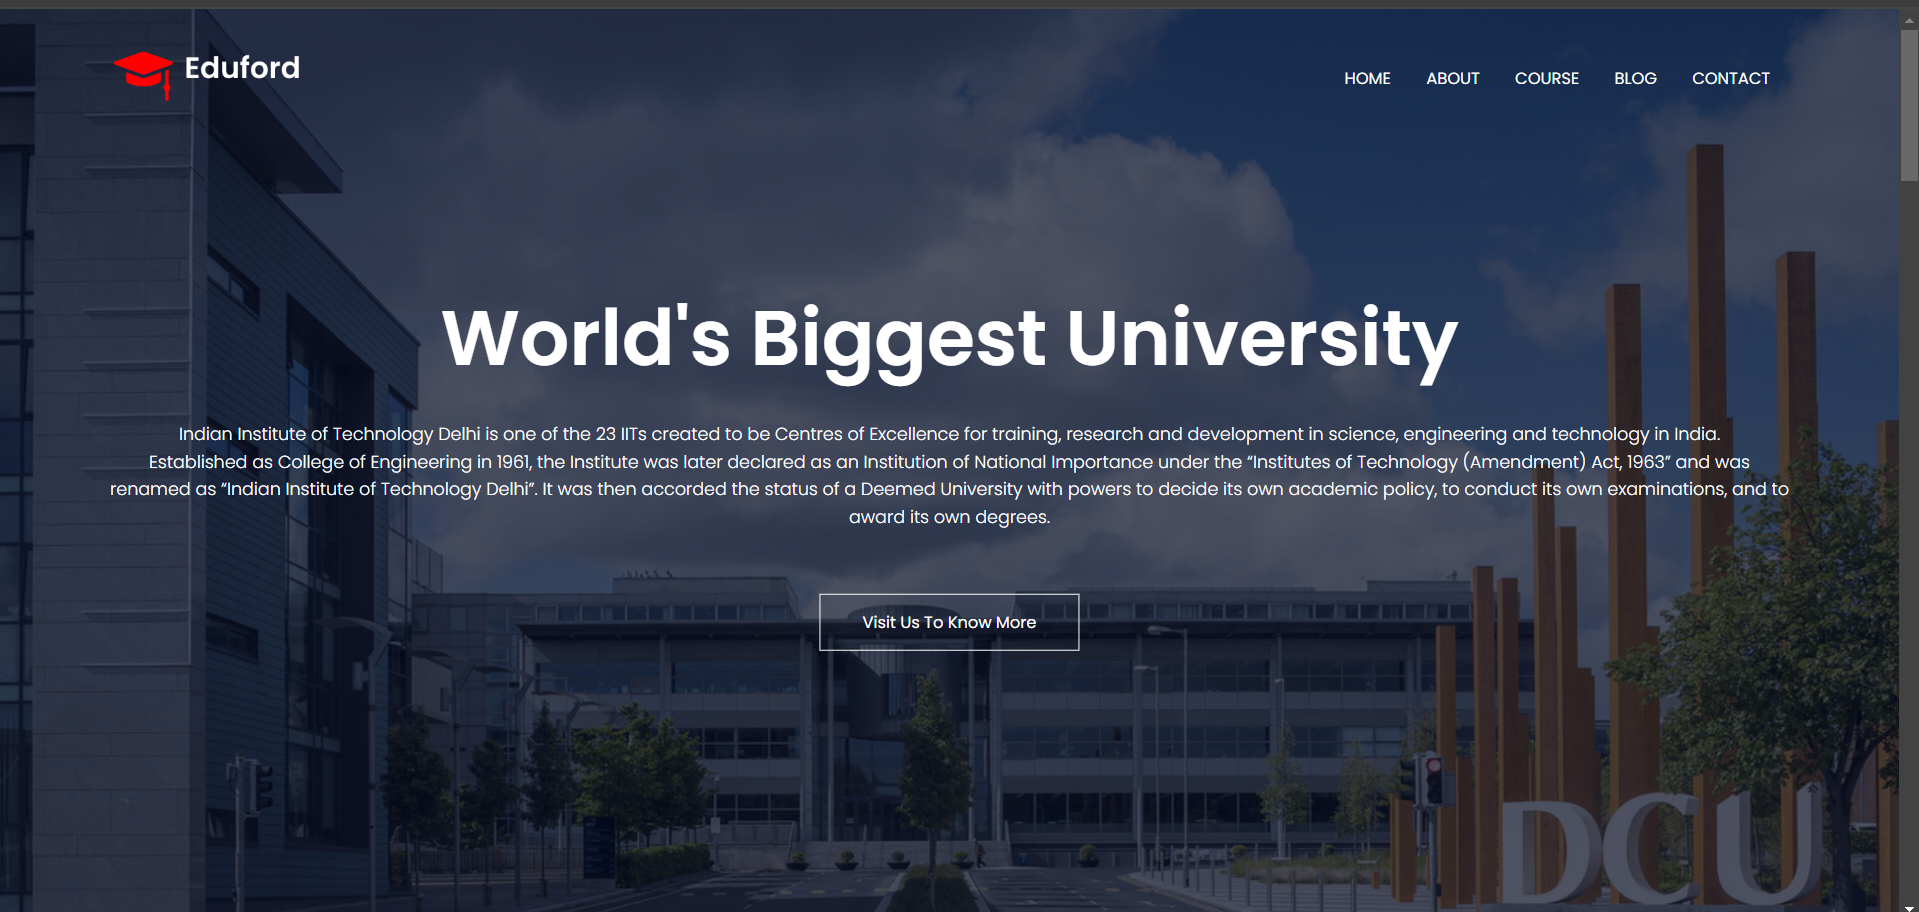 Eduford
HOME ABOUT COURSE BLOG CONTACT
World's Biggest University
Indian Institute of Technology Delhi is one of the 23 IITs created to be Centres of Excellence for training, research and development in science, engineering and technology in India.
Established as College of Engineering in 1961, the Institute was later declared as an Institution of National Importance under the “Institutes of Technology (Amendment) Act, 1963” and was
renamed as “Indian Institute of Technology Delhi”. It was then accorded the status of a Deemed University with powers to decide its own academic policy, to conduct its own examinations, and to
award its own degrees.
Visit Us To Know More
DCU